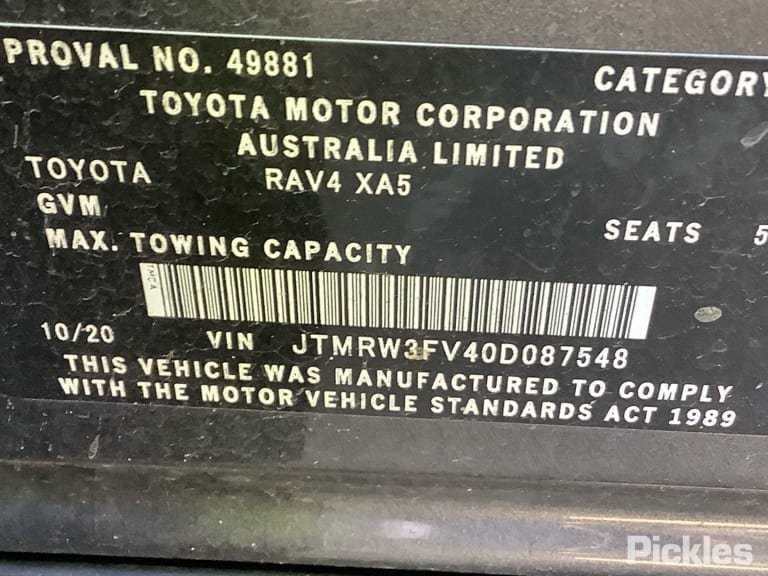 PROVAL NO. 49881
CATEGORY
TOYOTA MOTOR CORPORATION
AUSTRALIA LIMITED
TOYOTA RAV4 XA5
GVM
SEATS 5
MAX. TOWING CAPACITY
TMCA
10/20 VIN JTMRW3FV40D087548
THIS VEHICLE WAS MANUFACTURED TO COMPLY
WITH THE MOTOR VEHICLE STANDARDS ACT 1989
Pickles